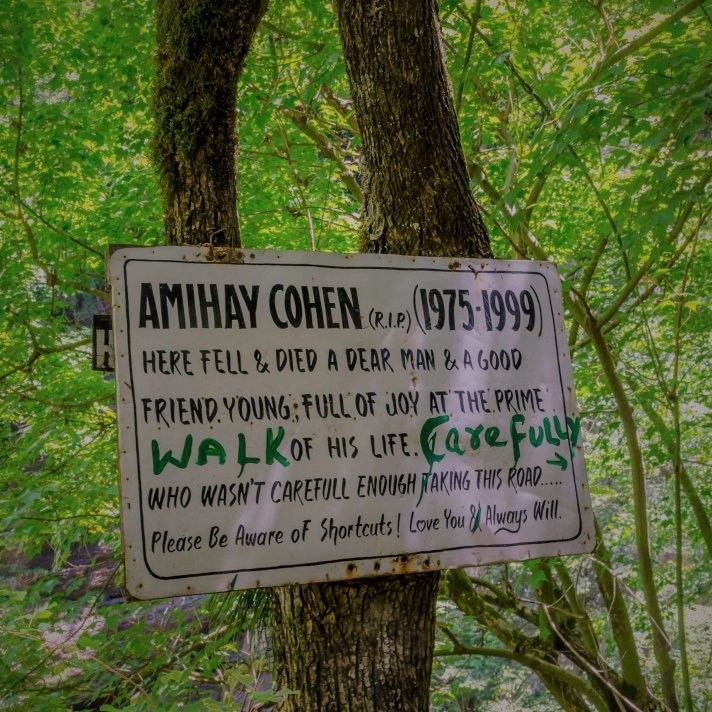 AMIHAY COHEN (R.I.P.) (1975-1999)
HERE FELL & DIED A DEAR MAN & A GOOD
FRIEND YOUNG, FULL OF JOY AT THE PRIME
WALK OF HIS LIFE. Carefully
WHO WASN'T CAREFULL ENOUGH TAKING THIS ROAD.....
Please Be Aware of Shortcuts! Love You & Always Will.